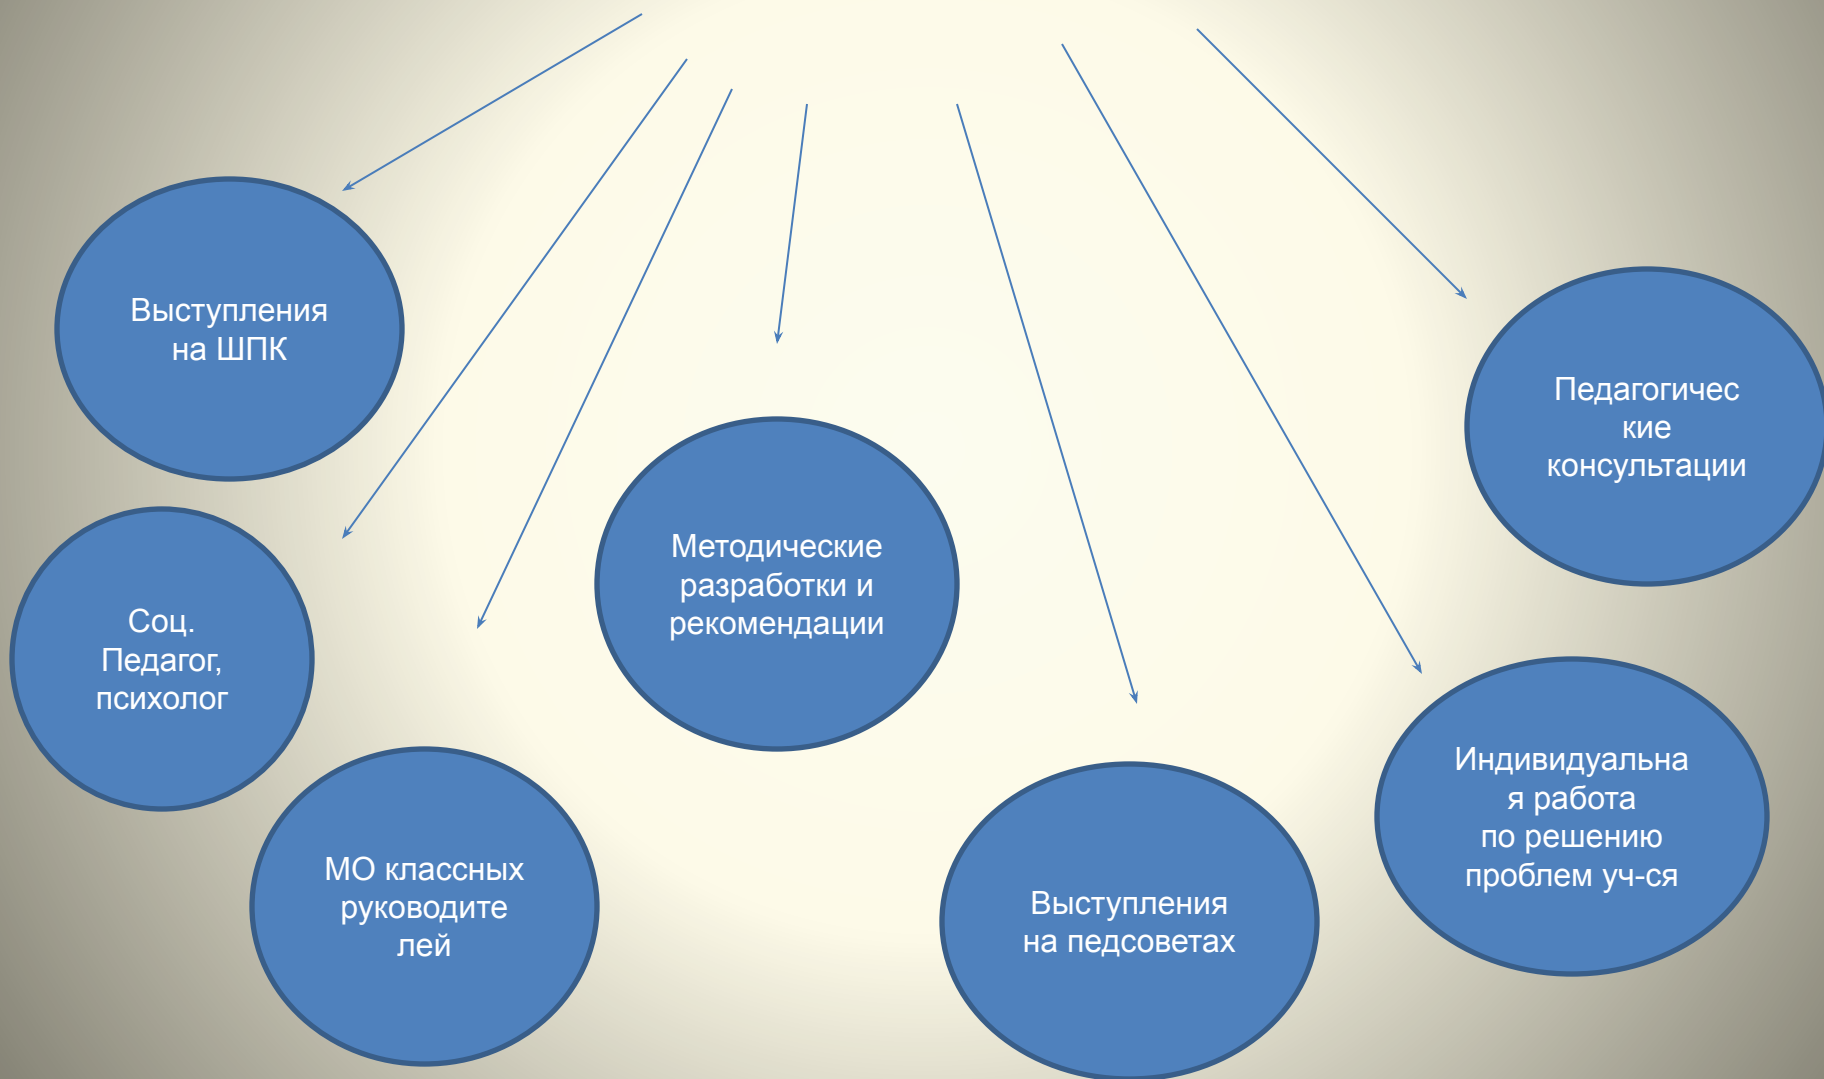 Выступления
на ШПК
Педагогичес
кие
консультации
Методические
разработки и
рекомендации
Соц.
Педагог,
психолог
Индивидуальна
я работа
по решению
проблем уч-ся
МО классных
руководите
лей
Выступления
на педсоветах